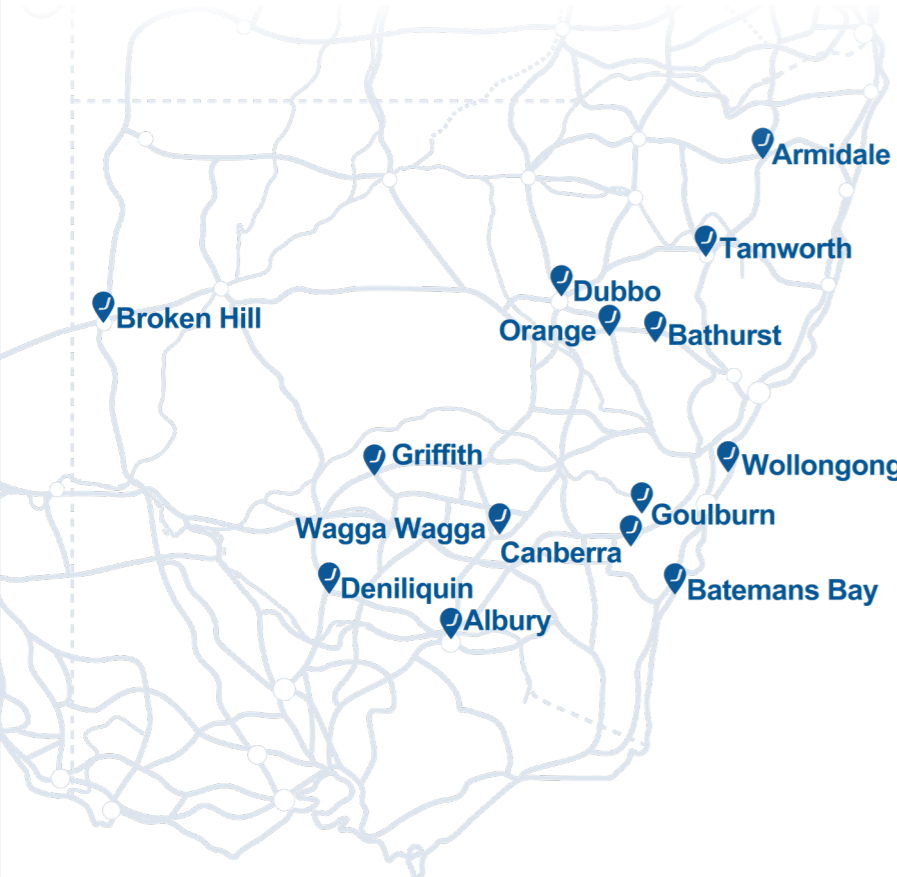 Armidale
Tamworth
Dubbo
Broken Hill
Orange
Bathurst
Griffith
Wollongong
Goulburn
Wagga Wagga
Canberra
Deniliquin
Batemans Bay
Albury